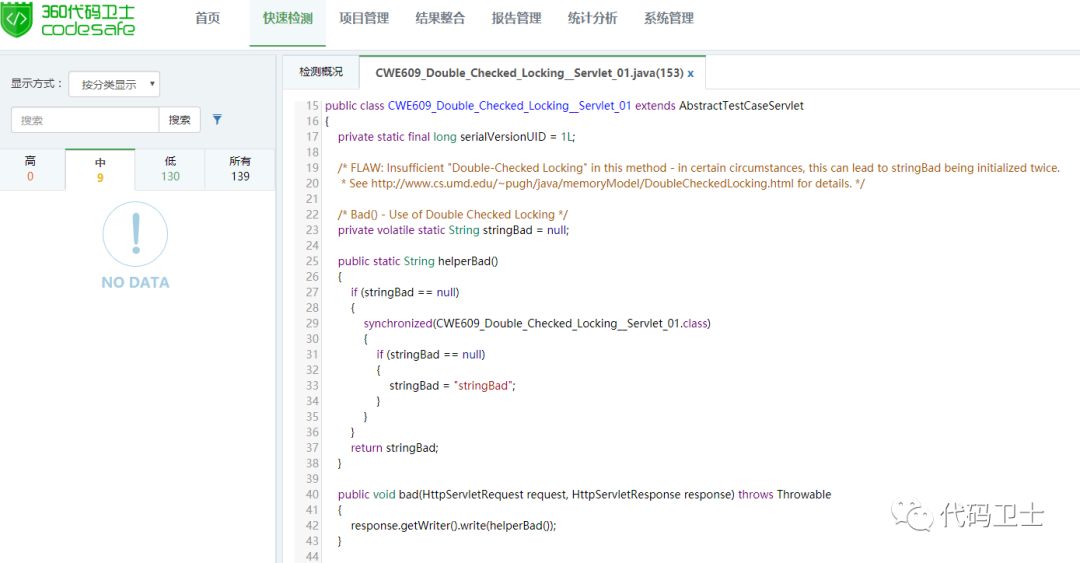 360代码卫士
codesafe
首页 快速检测 项目管理 结果整合 报告管理 统计分析 系统管理
显示方式： 按分类显示
搜索 搜索
高 中 低 所有
0 9 130 139
NO DATA
检测概况 CWE609_Double_Checked_Locking__Servlet_01.java(153) x
15 public class CWE609_Double_Checked_Locking__Servlet_01 extends AbstractTestCaseServlet
16 {
17 private static final long serialVersionUID = 1L;
18
19 /* FLAW: Insufficient "Double-Checked Locking" in this method - in certain circumstances, this can lead to stringBad being initialized twice.
20 * See http://www.cs.umd.edu/~pugh/java/memoryModel/DoubleCheckedLocking.html for details. */
21
22 /* Bad() - Use of Double Checked Locking */
23 private volatile static String stringBad = null;
24
25 public static String helperBad()
26 {
27 if (stringBad == null)
28 {
29 synchronized(CWE609_Double_Checked_Locking__Servlet_01.class)
30 {
31 if (stringBad == null)
32 {
33 stringBad = "stringBad";
34 }
35 }
36 }
37 return stringBad;
38 }
39
40 public void bad(HttpServletRequest request, HttpServletResponse response) throws Throwable
41 {
42 response.getWriter().write(helperBad());
43 }
44
代码卫士